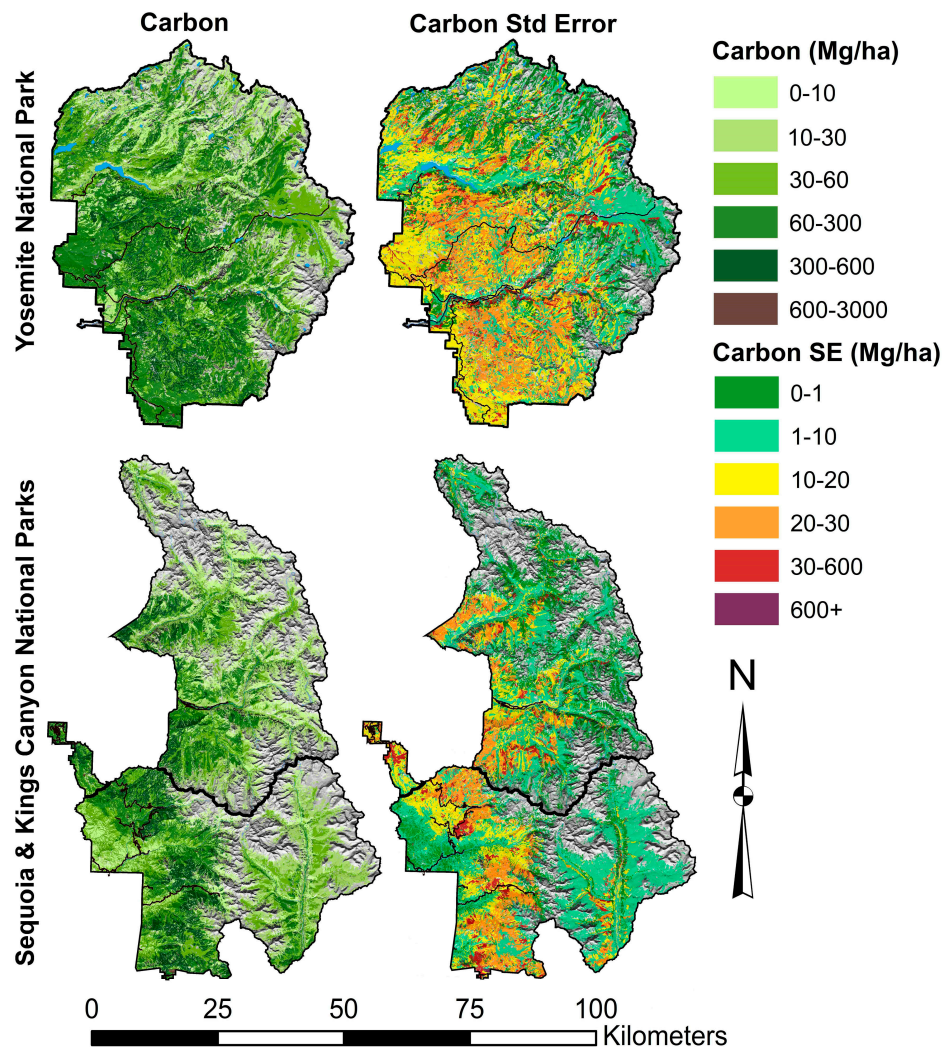 Carbon
Carbon Std Error
Yosemite National Park
Sequoia & Kings Canyon National Parks
Carbon (Mg/ha)
0-10
10-30
30-60
60-300
300-600
600-3000
Carbon SE (Mg/ha)
0-1
1-10
10-20
20-30
30-600
600+
N
0
25
50
75
100
Kilometers